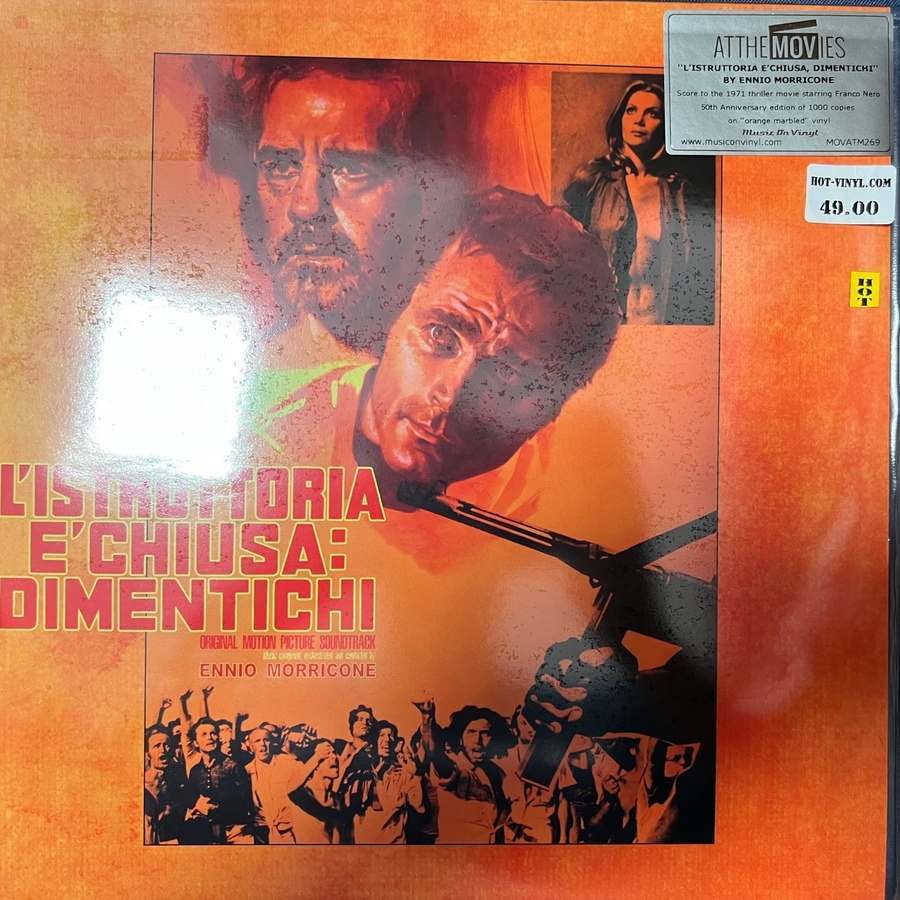 ATTHEMOVIES
"L'ISTRUTTORIA E'CHIUSA, DIMENTICHI"
BY ENNIO MORRICONE
Score to the 1971 thriller movie starring Franco Nero
50th Anniversary edition of 1000 copies
on "orange marbled" vinyl
Music On Vinyl
www.musiconvinyl.com MOVATM269
HOT-VINYL.COM
49.00
HOT
L'ISTRUTTORIA
E'CHIUSA:
DIMENTICHI
ORIGINAL MOTION PICTURE SOUNDTRACK
ENNIO MORRICONE